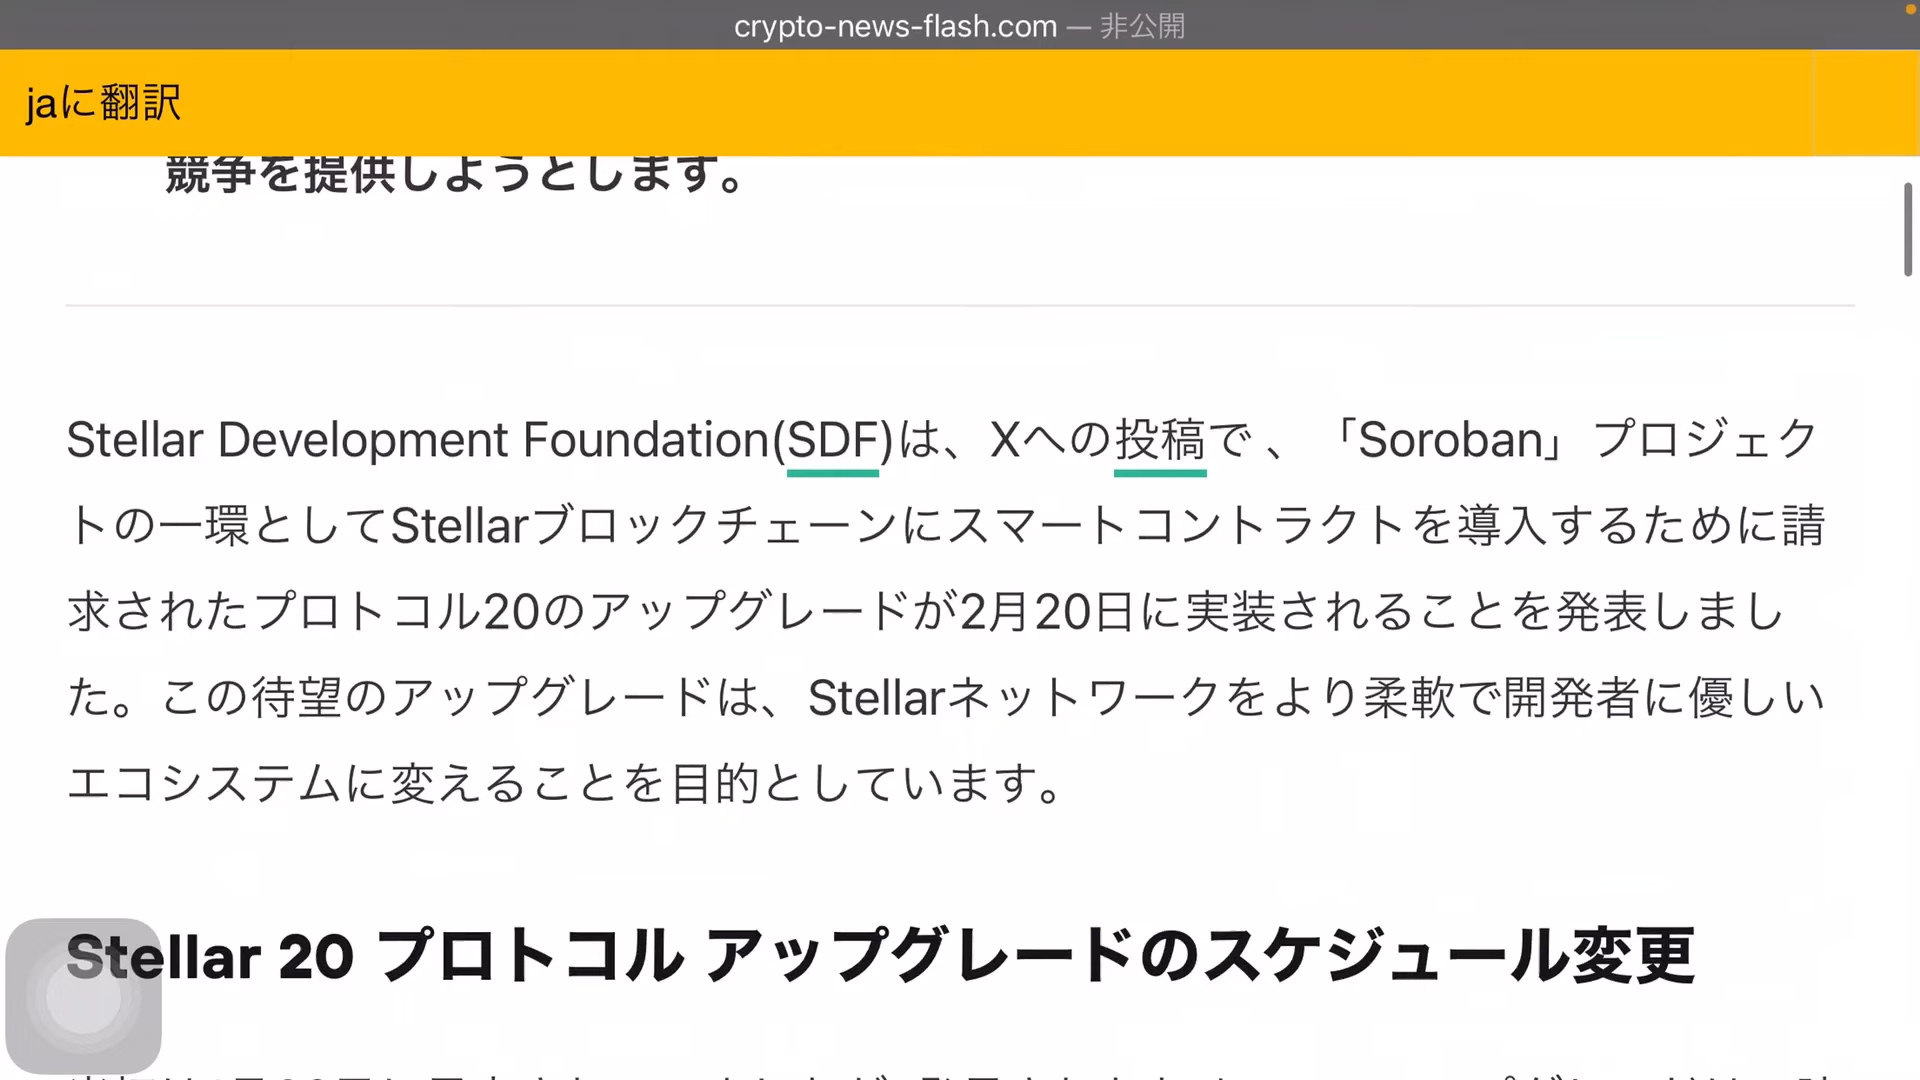 crypto-news-flash.com — 非公開
jaに翻訳
競争を提供しようとします。
Stellar Development Foundation(SDF)は、Xへの投稿で 、「Soroban」プロジェク
トの一環としてStellarブロックチェーンにスマートコントラクトを導入するために請
求されたプロトコル20のアップグレードが2月20日に実装されることを発表しまし
た。この待望のアップグレードは、Stellarネットワークをより柔軟で開発者に優しい
エコシステムに変えることを目的としています。
Stellar 20 プロトコル アップグレードのスケジュール変更